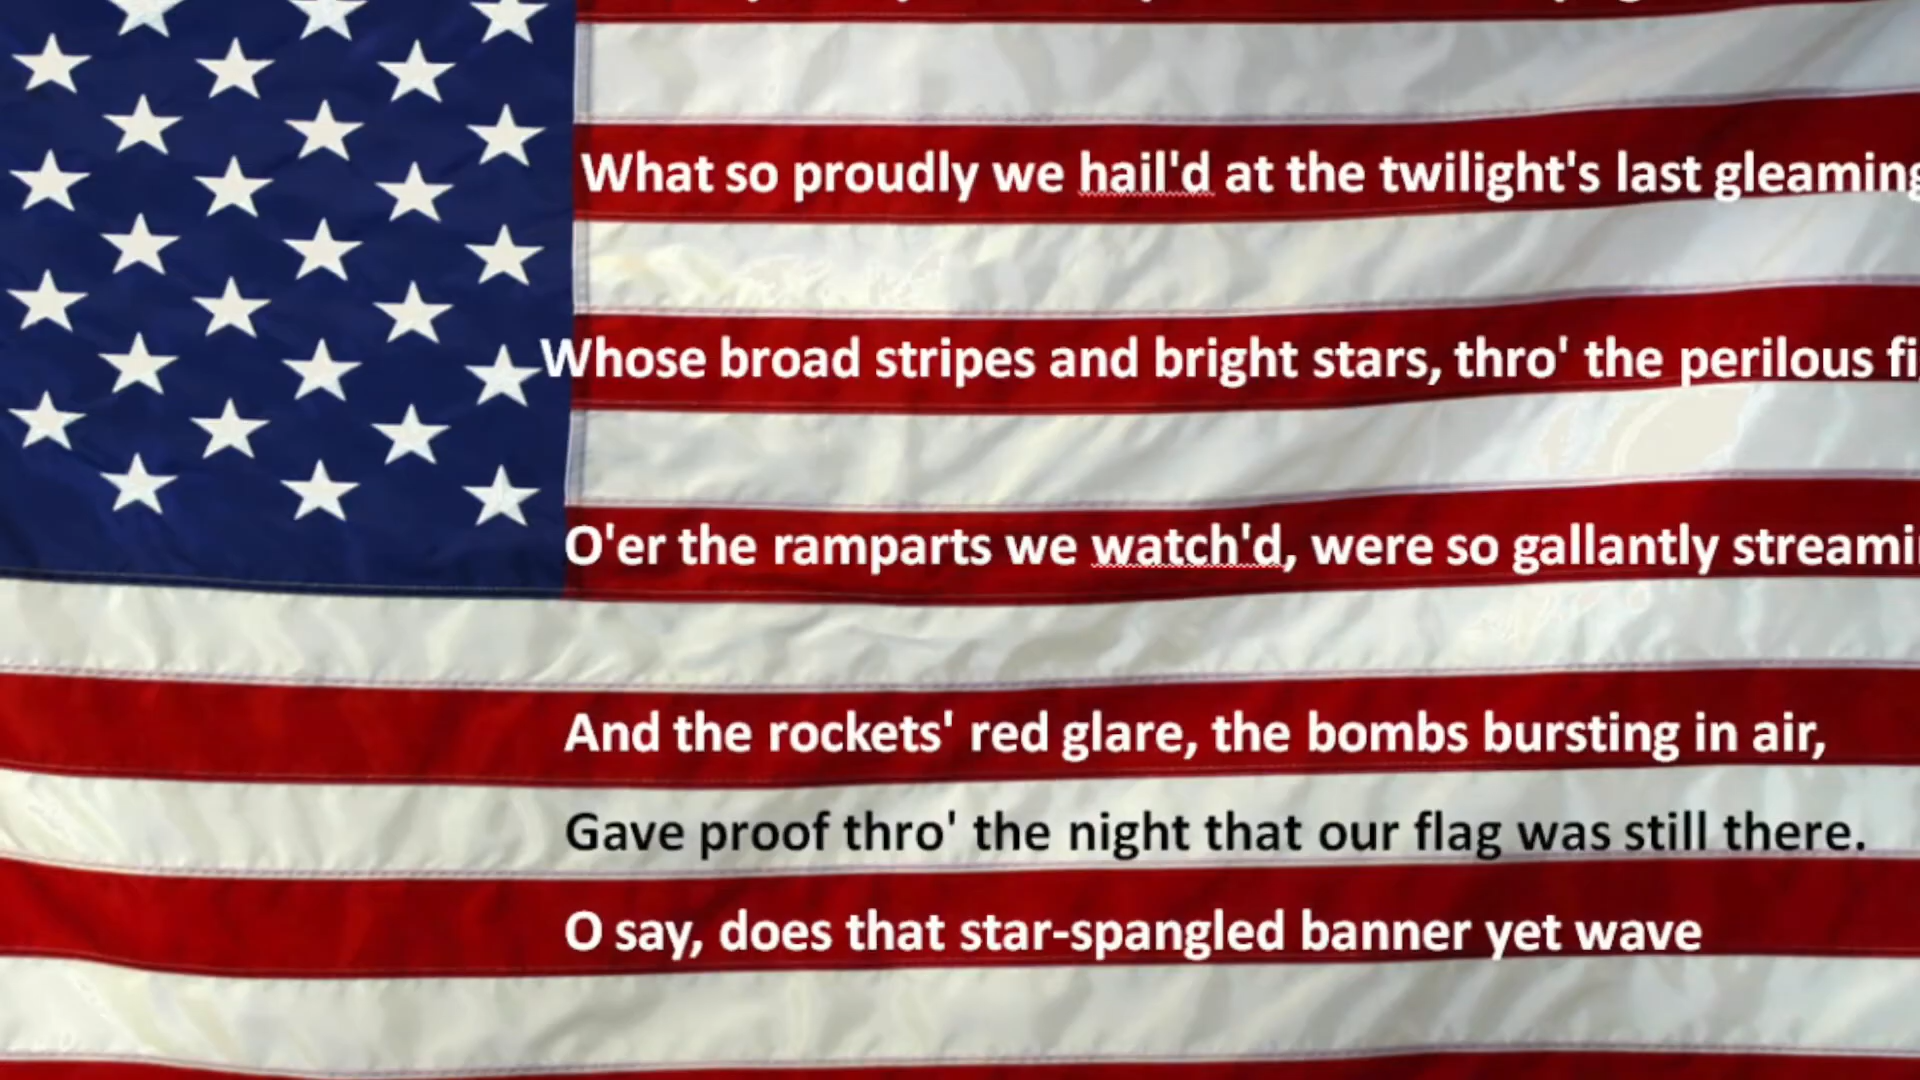 What so proudly we hail'd at the twilight's last gleaming
Whose broad stripes and bright stars, thro' the perilous
O'er the ramparts we watch'd, were so gallantly
And the rockets' red glare, the bombs bursting in air,
Gave proof thro' the night that our flag was still there.
O say, does that star-spangled banner yet wave